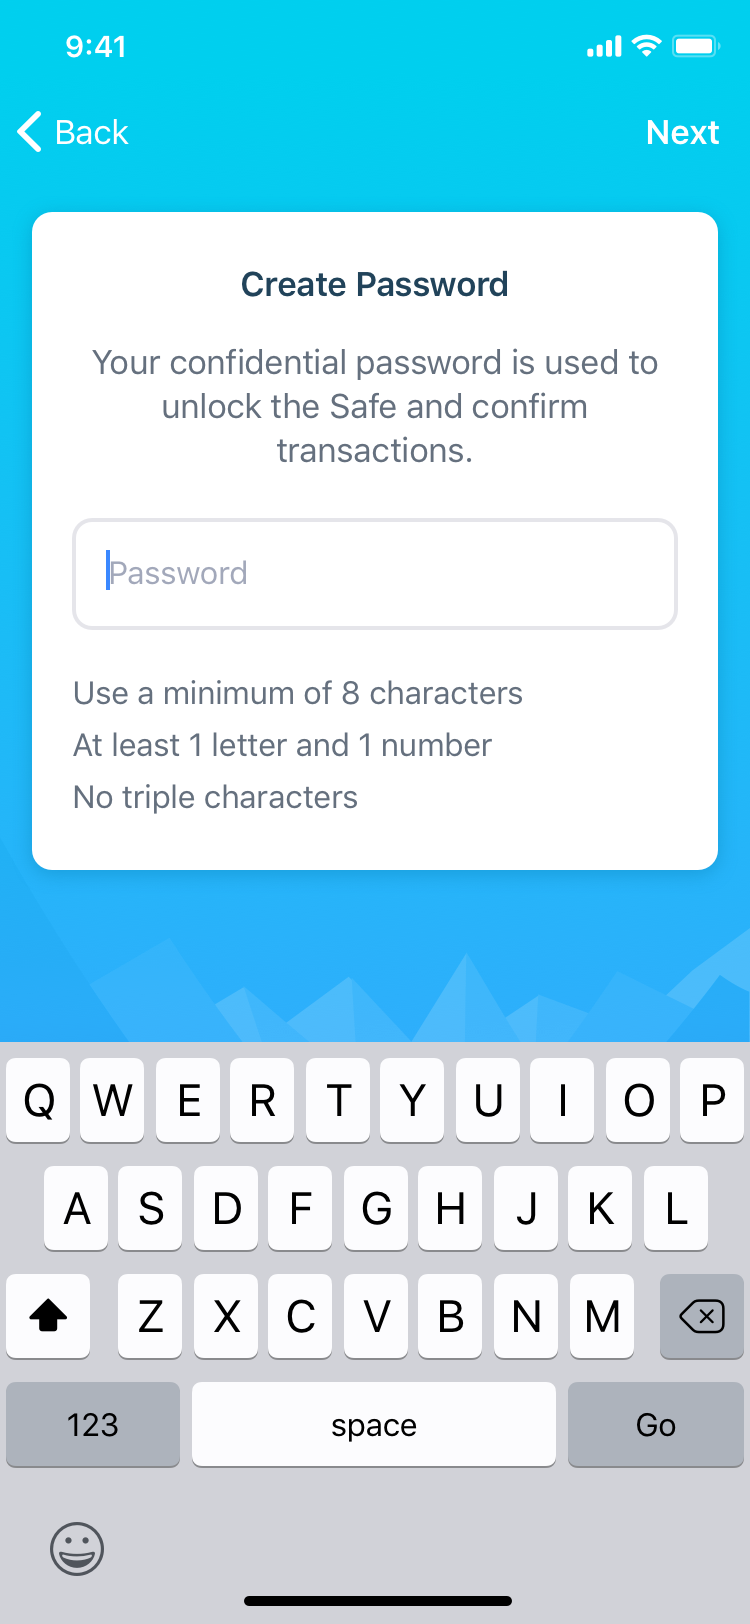 9:41
Back
Next
Create Password
Your confidential password is used to
unlock the Safe and confirm
transactions.
Password
Use a minimum of 8 characters
At least 1 letter and 1 number
No triple characters
Q W E R T Y U I O P
A S D F G H J K L
Z X C V B N M
123 space Go